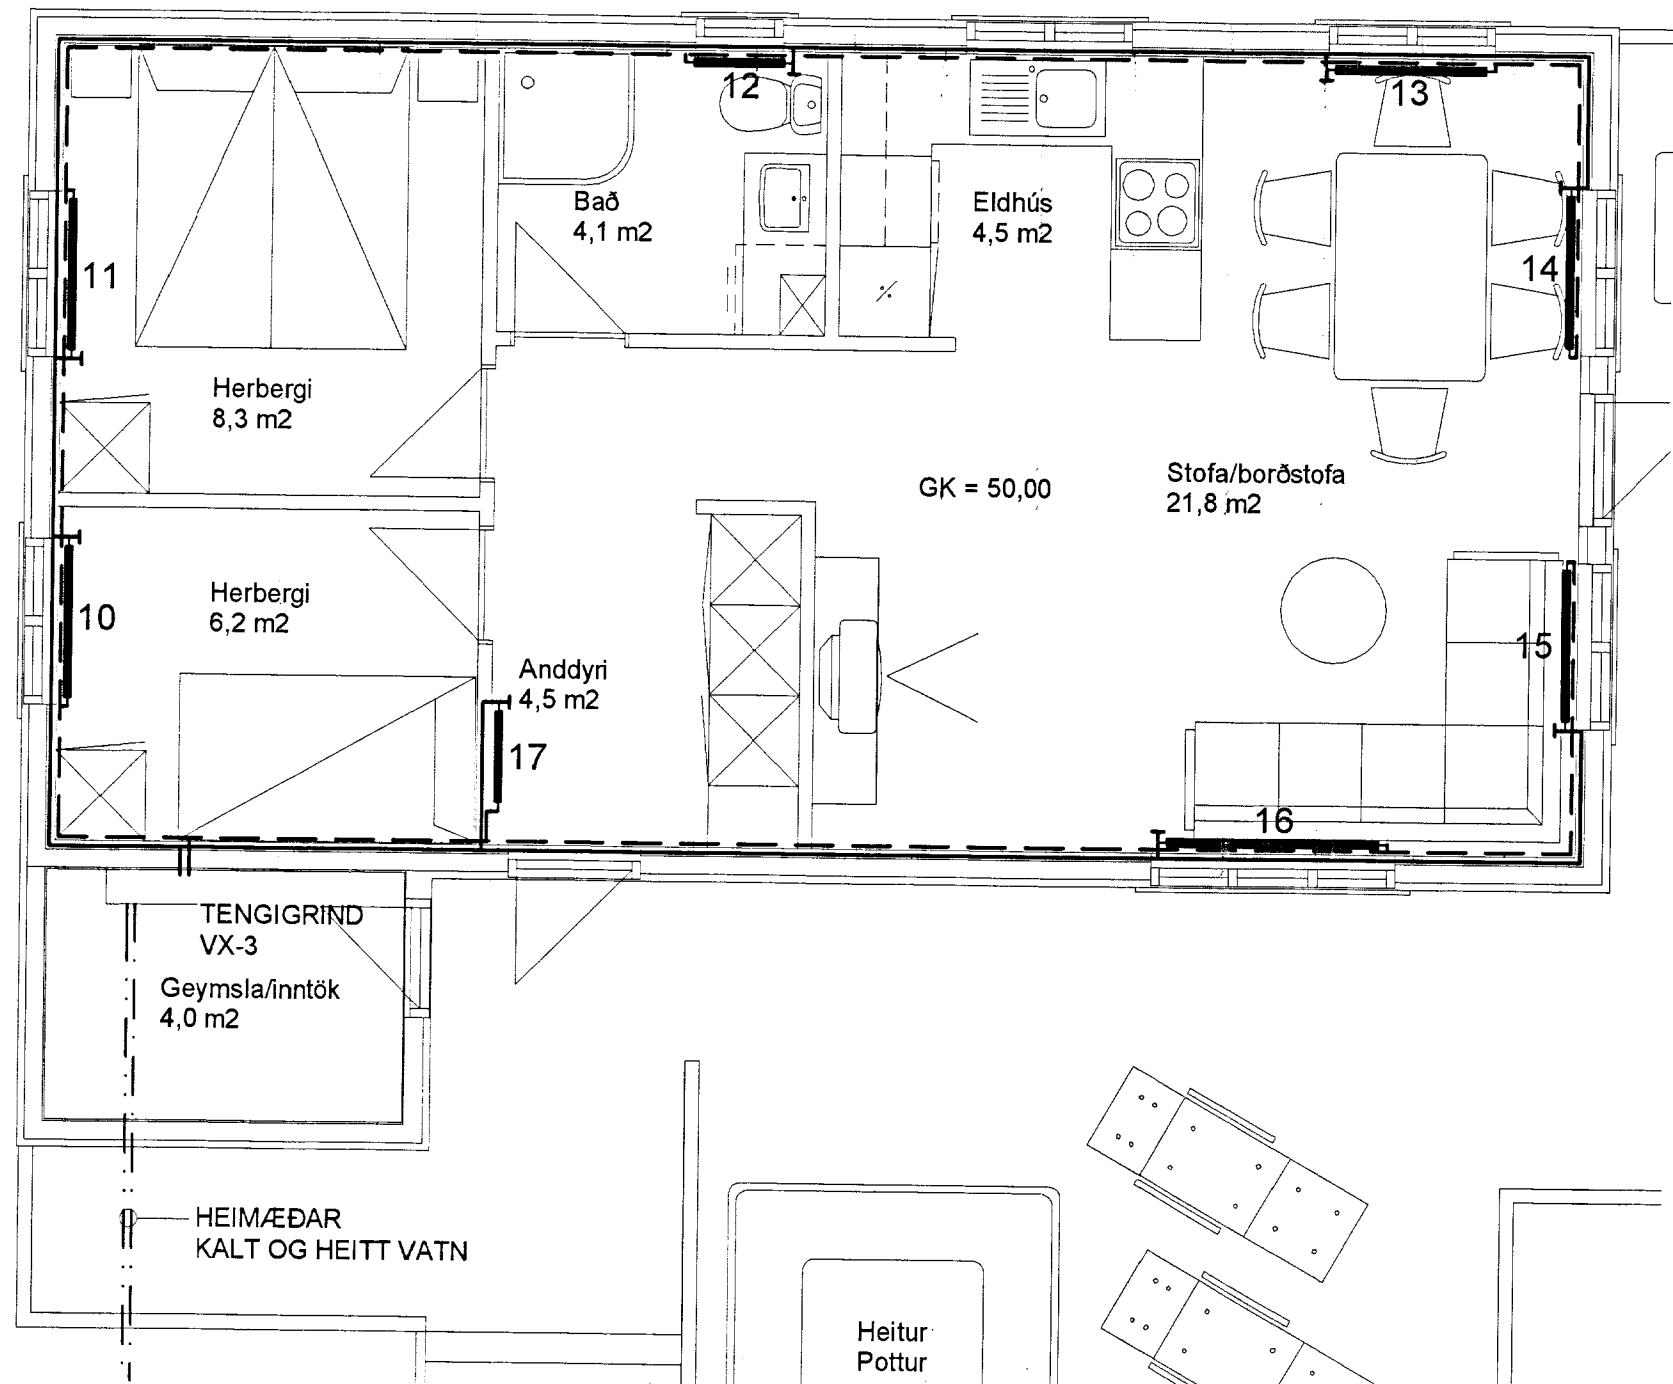 12
13
Bað
4,1 m2
Eldhús
4,5 m2
11
14
Herbergi
8,3 m2
GK = 50,00
Stofa/borðstofa
21,8 m2
10
Herbergi
6,2 m2
Anddyri
4,5 m2
15
17
16
TENGIGRIND
VX-3
Geymsla/inntök
4,0 m2
HEIMÆÐAR
KALT OG HEITT VATN
Heitur
Pottur